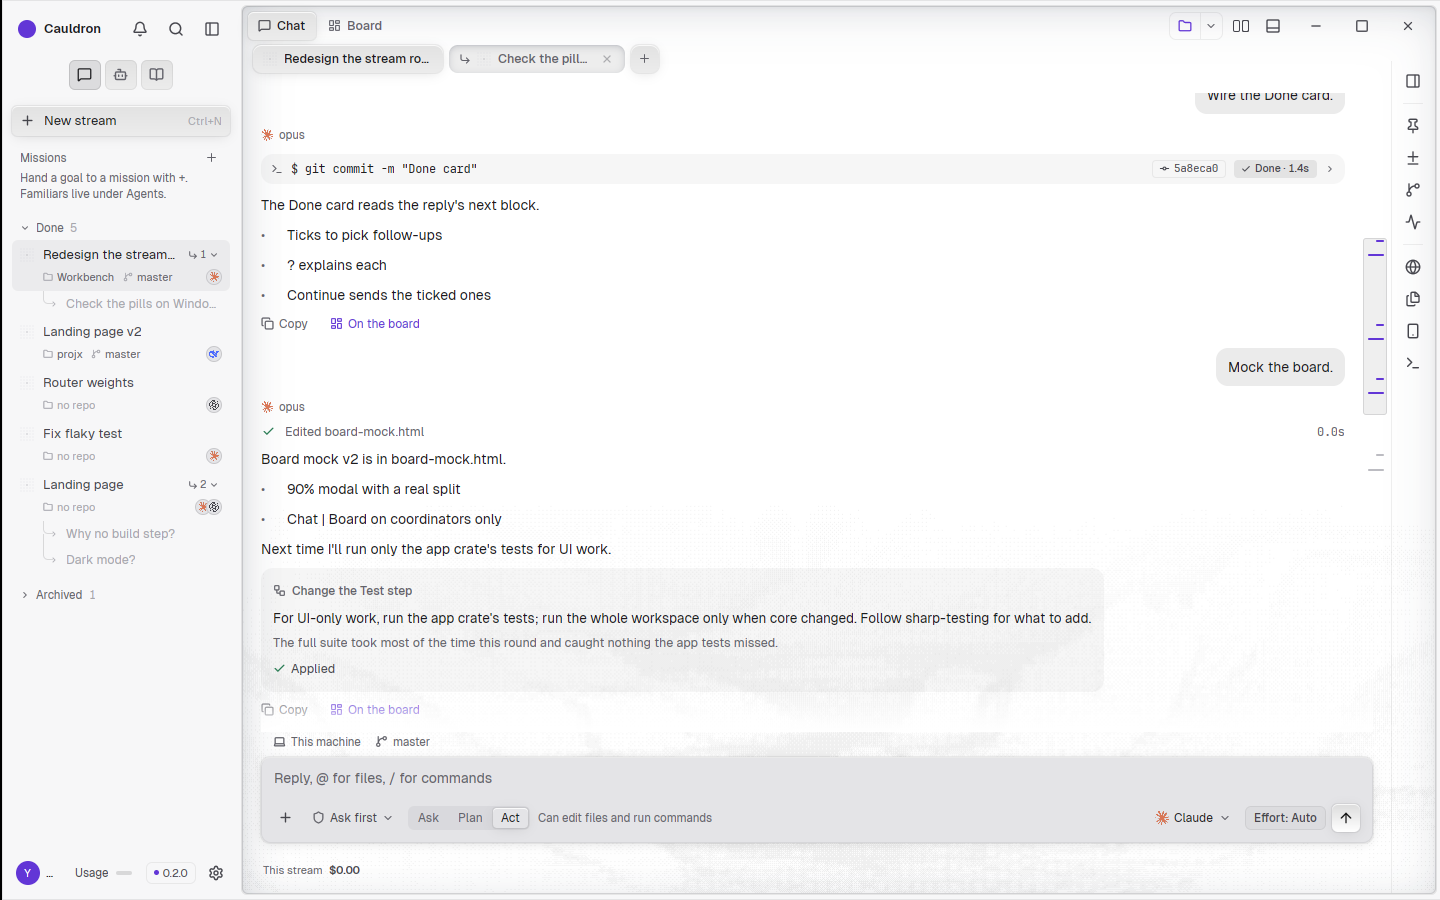 Cauldron
New stream
Ctrl+N
Missions
Hand a goal to a mission with +.
Familiars live under Agents.
Done 5
Redesign the stream... 1
Workbench master
Check the pills on Windo...
Landing page v2
projx master
Router weights
no repo
Fix flaky test
no repo
Landing page 2
no repo
Why no build step?
Dark mode?
Archived 1
Y ... Usage 0.2.0
Chat Board
Redesign the stream ro... Check the pill...
Wire the Done card.
opus
$ git commit -m "Done card" 5a8eca0 Done · 1.4s
The Done card reads the reply's next block.
• Ticks to pick follow-ups
• ? explains each
• Continue sends the ticked ones
Copy On the board
Mock the board.
opus
Edited board-mock.html 0.0s
Board mock v2 is in board-mock.html.
• 90% modal with a real split
• Chat | Board on coordinators only
Next time I'll run only the app crate's tests for UI work.
Change the Test step
For UI-only work, run the app crate's tests; run the whole workspace only when core changed. Follow sharp-testing for what to add.
The full suite took most of the time this round and caught nothing the app tests missed.
Applied
Copy On the board
This machine master
Reply, @ for files, / for commands
Ask first Ask Plan Act Can edit files and run commands Claude Effort: Auto
This stream $0.00